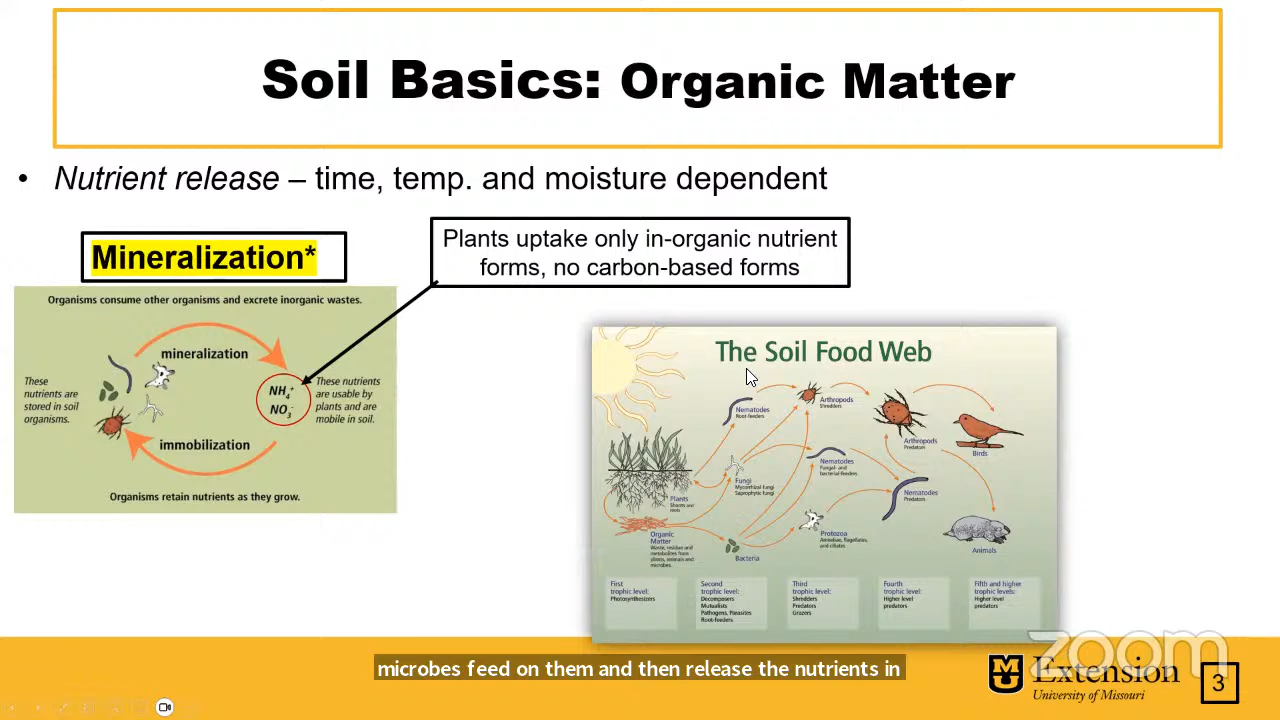 Soil Basics: Organic Matter
• Nutrient release – time, temp. and moisture dependent
Mineralization*
Plants uptake only in-organic nutrient
forms, no carbon-based forms
Organisms consume other organisms and excrete inorganic wastes.
mineralization
These
nutrients are
stored in soil
organisms.
NH4+
NO3-
These nutrients
are usable by
plants and are
mobile in soil.
immobilization
Organisms retain nutrients as they grow.
The Soil Food Web
Nematodes
Root-feeders
Arthropods
Shredders
Arthropods
Predators
Birds
Nematodes
Fungal- and
bacterial-feeders
Fungi
Mycorrhizal fungi
Saprophytic fungi
Nematodes
Predators
Plants
Shoots and
roots
Organic
Matter
Waste, residue and
metabolites from
plants, animals and
microbes.
Bacteria
Protozoa
Amoebae, flagellates,
and ciliates
Animals
First
trophic level:
Photosynthesizers
Second
trophic level:
Decomposers
Mutualists
Pathogens, Parasites
Root-feeders
Third
trophic level:
Shredders
Predators
Grazers
Fourth
trophic level:
Higher level
predators
Fifth and higher
trophic levels:
Higher level
predators
zoom
microbes feed on them and then release the nutrients in
MU
Extension
University of Missouri
3